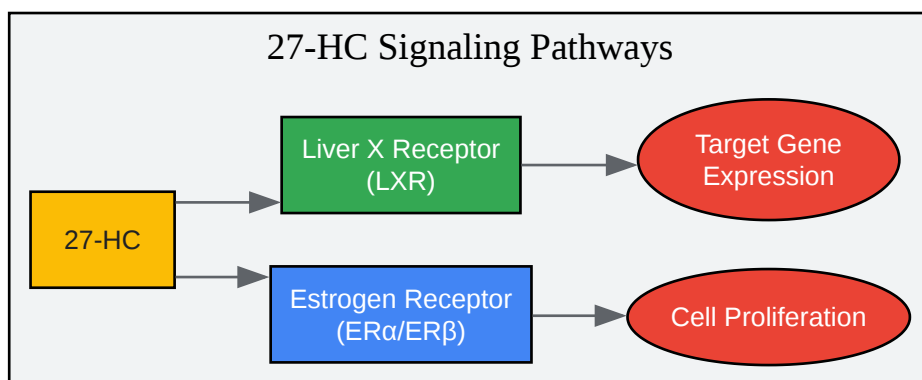 27-HC Signaling Pathways
Liver X Receptor
(LXR)
Target Gene
Expression
27-HC
Estrogen Receptor
(ERα/ERβ)
Cell Proliferation